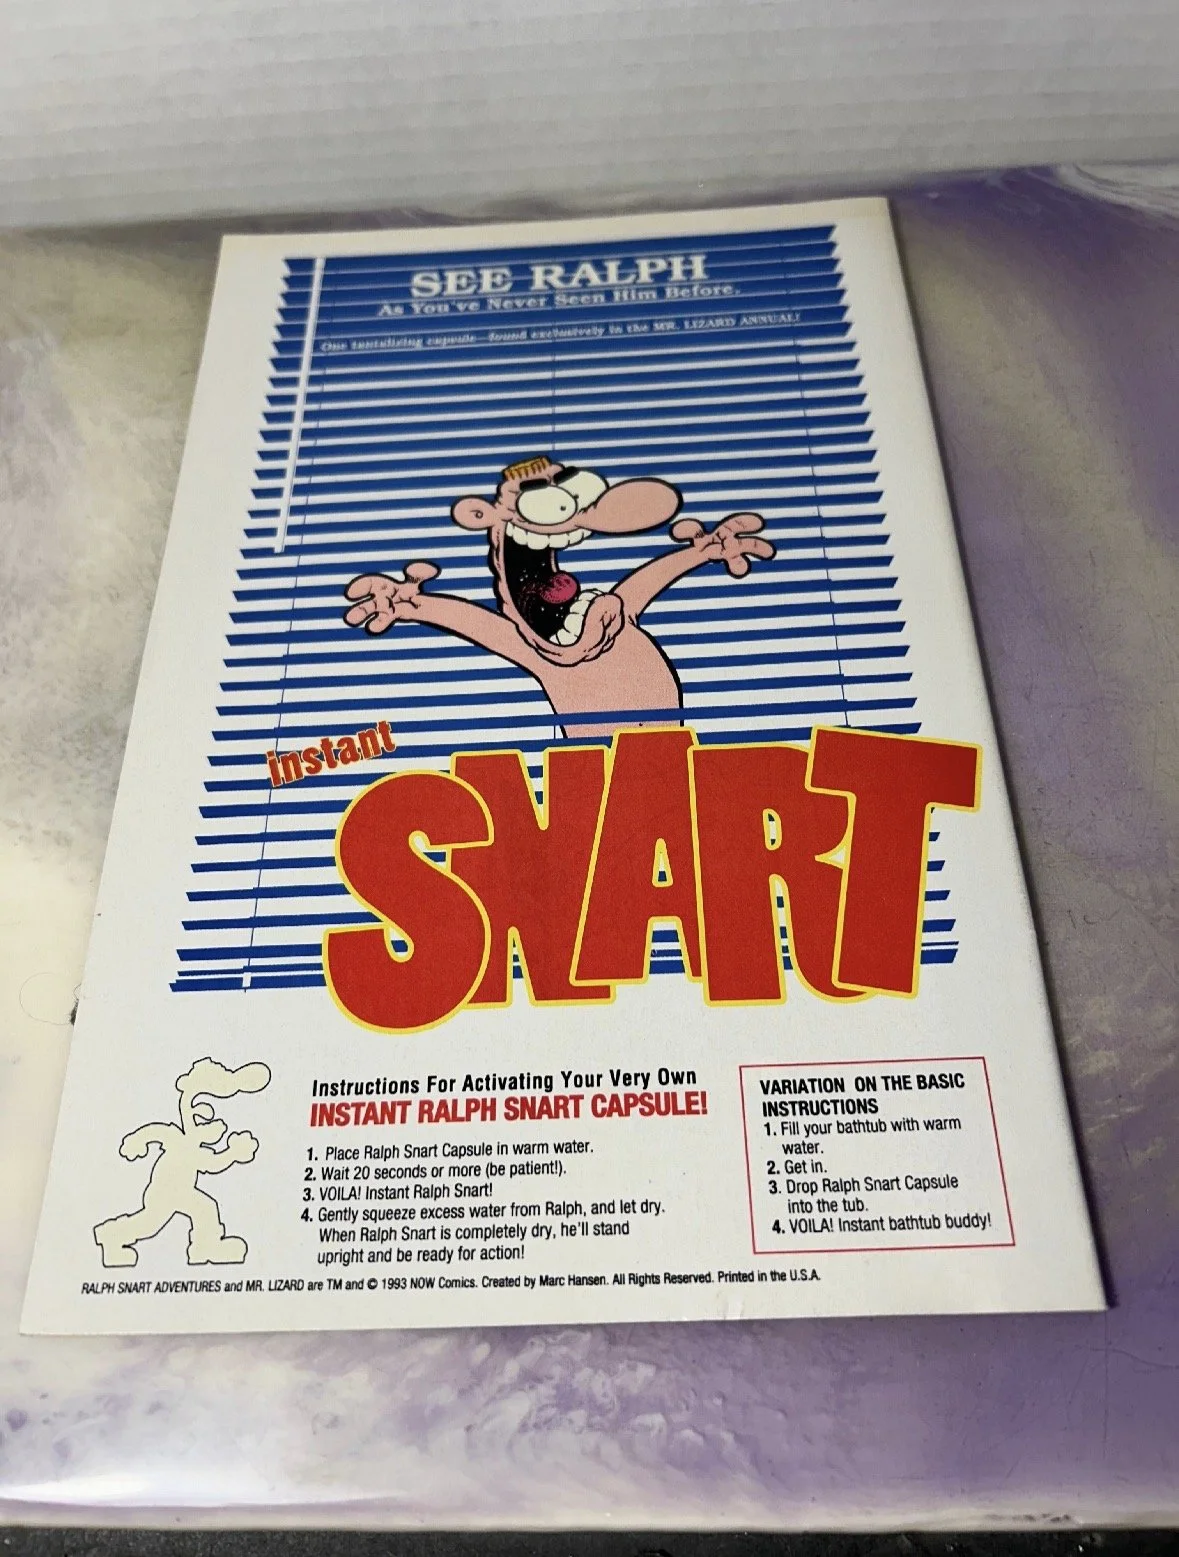 SEE RALPH
As You've Never Seen Him Before.
One tantalizing capsule—found exclusively in the MR. LIZARD ANNUAL!
instant
SNART
Instructions For Activating Your Very Own
INSTANT RALPH SNART CAPSULE!
1. Place Ralph Snart Capsule in warm water.
2. Wait 20 seconds or more (be patient!).
3. VOILA! Instant Ralph Snart!
4. Gently squeeze excess water from Ralph, and let dry.
When Ralph Snart is completely dry, he'll stand
upright and be ready for action!
VARIATION ON THE BASIC
INSTRUCTIONS
1. Fill your bathtub with warm
water.
2. Get in.
3. Drop Ralph Snart Capsule
into the tub.
4. VOILA! Instant bathtub buddy!
RALPH SNART ADVENTURES and MR. LIZARD are TM and © 1993 NOW Comics. Created by Marc Hansen. All Rights Reserved. Printed in the U.S.A.